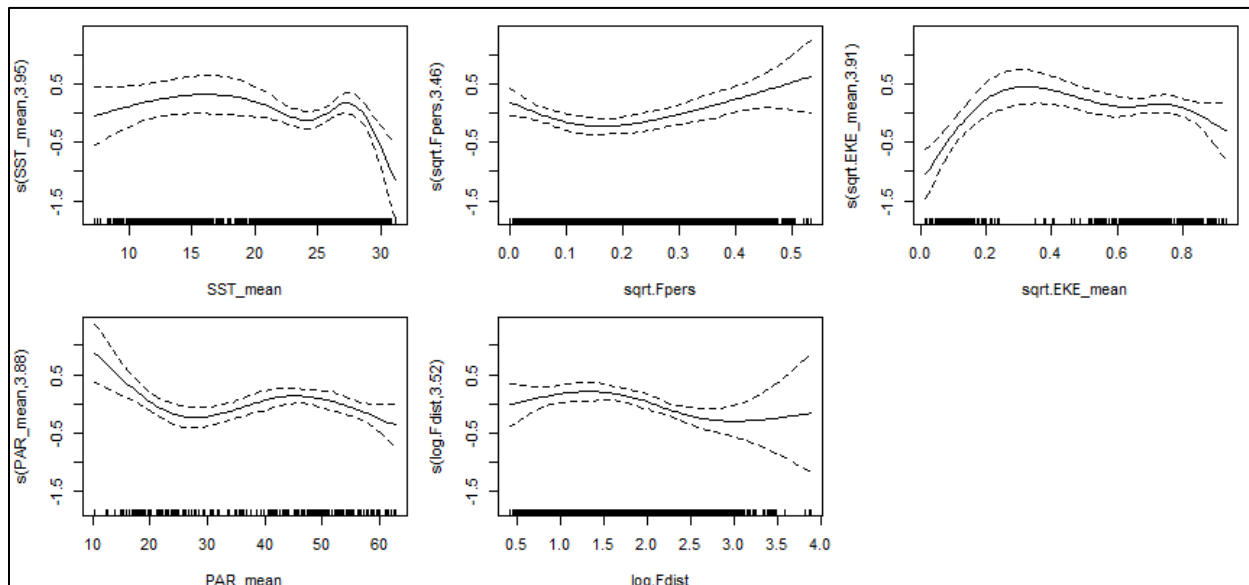 s(SST_mean,3.95)
0.5
-0.5
-1.5
10 15 20 25 30
SST_mean
s(sqrt.Fpers,3.46)
0.5
-0.5
-1.5
0.0 0.1 0.2 0.3 0.4 0.5
sqrt.Fpers
s(sqrt.EKE_mean,3.91)
0.5
-0.5
-1.5
0.0 0.2 0.4 0.6 0.8
sqrt.EKE_mean
s(PAR_mean,3.88)
0.5
-0.5
-1.5
10 20 30 40 50 60
PAR_mean
s(log.Fdist,3.52)
0.5
-0.5
-1.5
0.5 1.0 1.5 2.0 2.5 3.0 3.5 4.0
log.Fdist